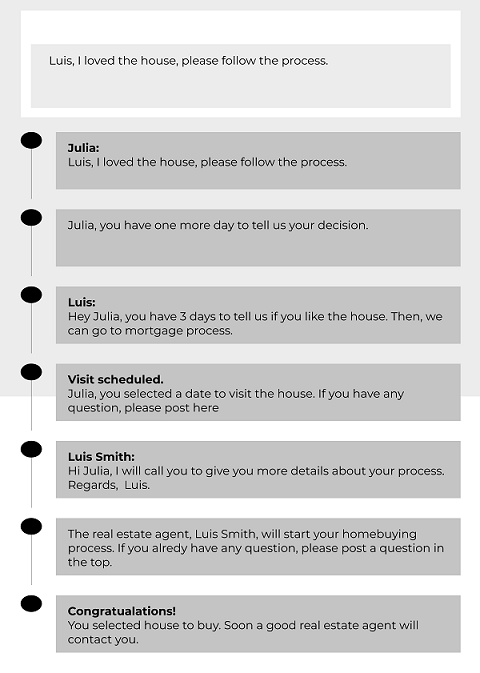 Luis, I loved the house, please follow the process.
Julia:
Luis, I loved the house, please follow the process.
Julia, you have one more day to tell us your decision.
Luis:
Hey Julia, you have 3 days to tell us if you like the house. Then, we
can go to mortgage process.
Visit scheduled.
Julia, you selected a date to visit the house. If you have any
question, please post here
Luis Smith:
Hi Julia, I will call you to give you more details about your process.
Regards,  Luis.
The real estate agent, Luis Smith, will start your homebuying
process. If you alredy have any question, please post a question in
the top.
Congratualations!
You selected house to buy. Soon a good real estate agent will
contact you.